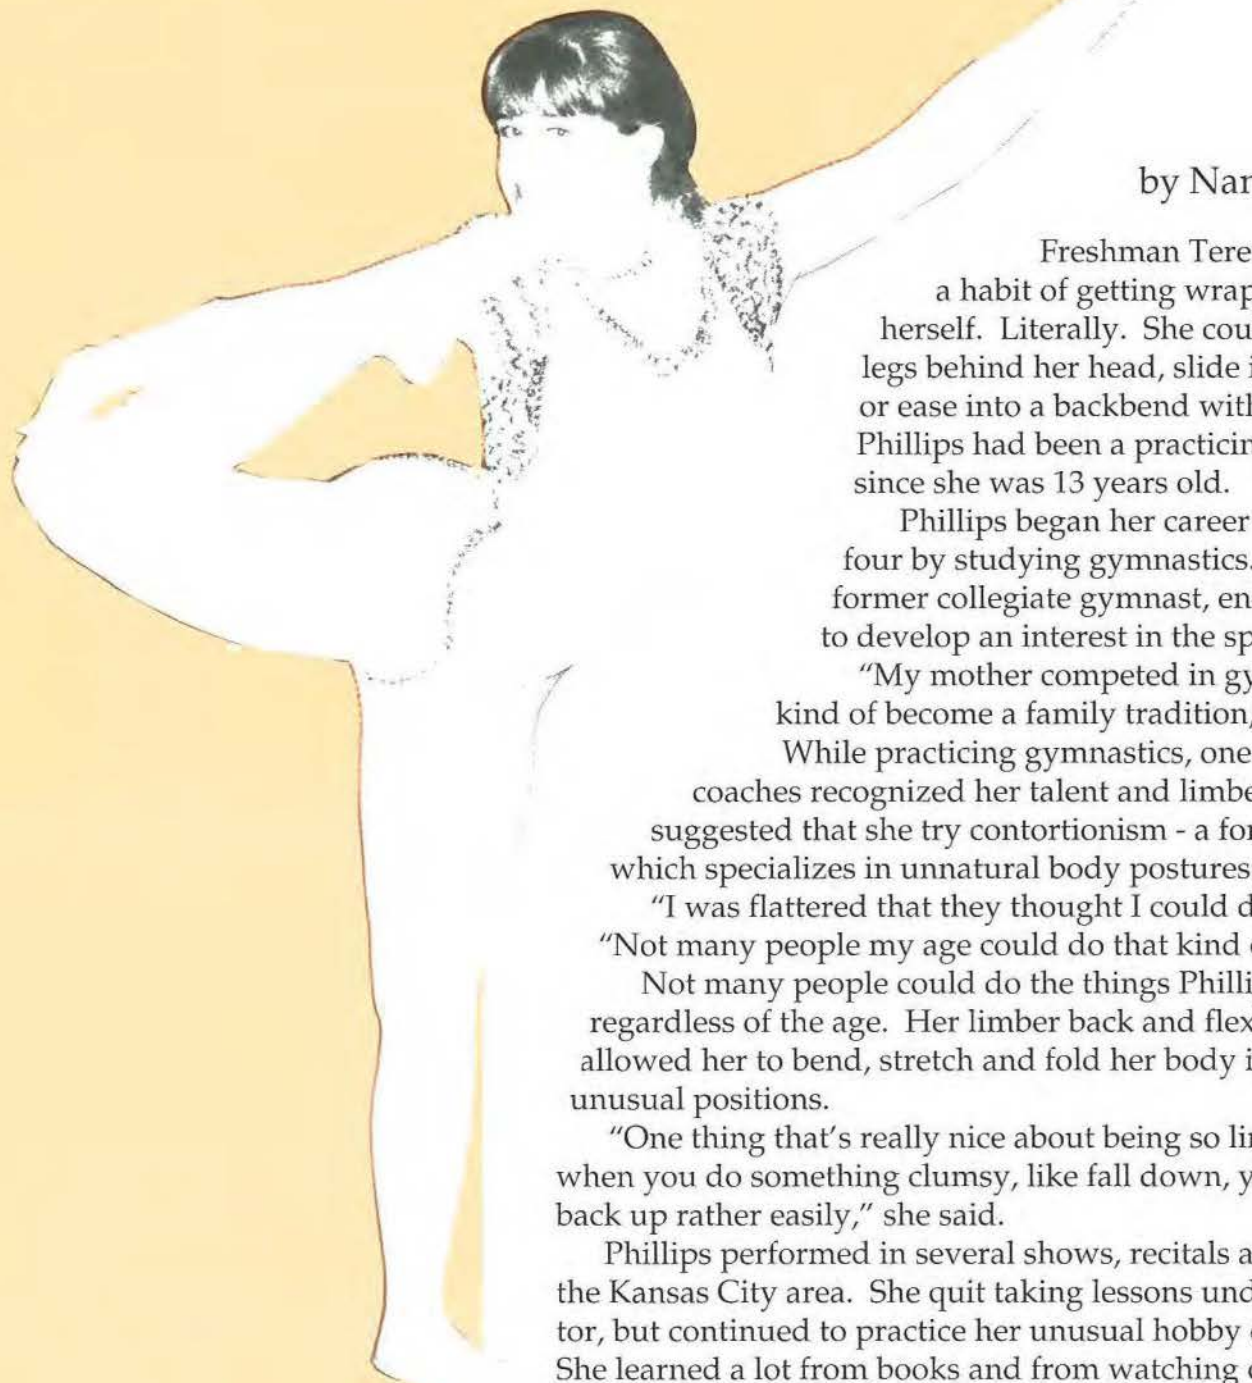 by Nan
Freshman Tere
a habit of getting wrap
herself. Literally. She cou
legs behind her head, slide i
or ease into a backbend with
Phillips had been a practicin
since she was 13 years old.
Phillips began her career
four by studying gymnastics.
former collegiate gymnast, en
to develop an interest in the sp
"My mother competed in gy
kind of become a family tradition,
While practicing gymnastics, one
coaches recognized her talent and limbe
suggested that she try contortionism - a for
which specializes in unnatural body postures
"I was flattered that they thought I could d
"Not many people my age could do that kind
Not many people could do the things Philli
regardless of the age. Her limber back and flex
allowed her to bend, stretch and fold her body i
unusual positions.
"One thing that's really nice about being so lin
when you do something clumsy, like fall down, y
back up rather easily," she said.
Phillips performed in several shows, recitals a
the Kansas City area. She quit taking lessons und
tor, but continued to practice her unusual hobby
She learned a lot from books and from watching